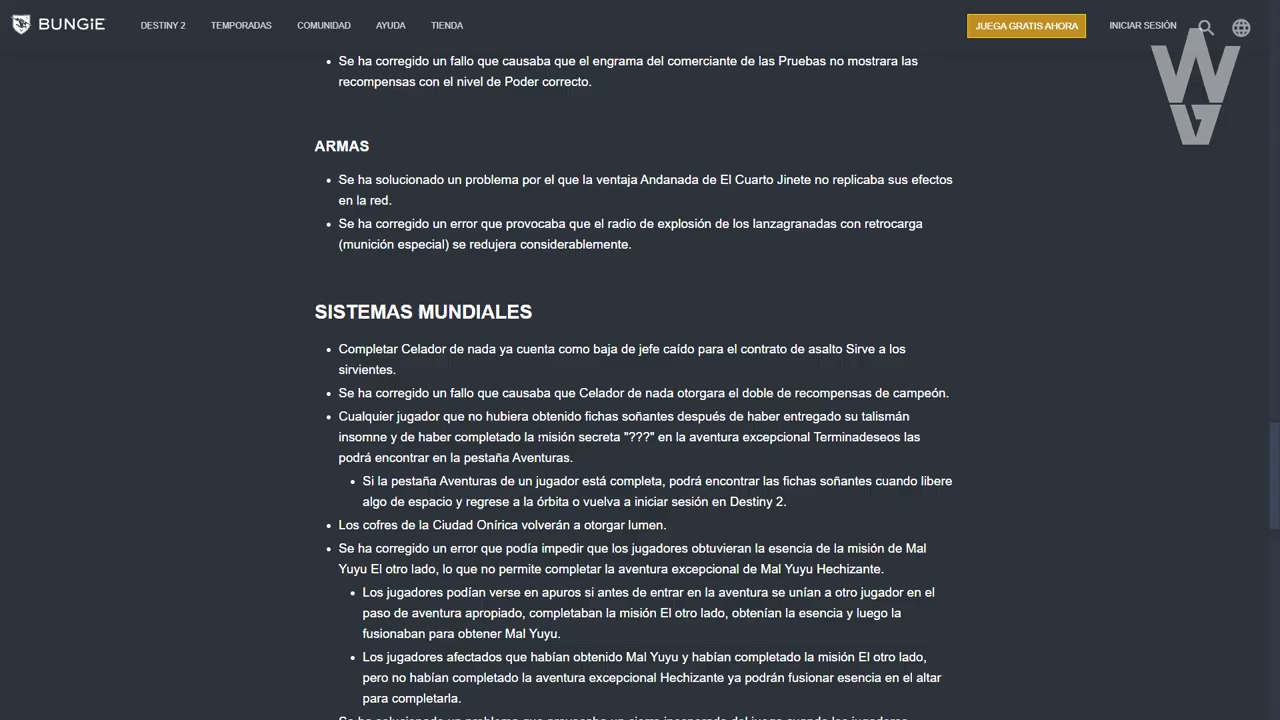 BUNGiE
DESTINY 2
TEMPORADAS
COMUNIDAD
AYUDA
TIENDA
JUEGA GRATIS AHORA
INICIAR SESIÓN
Se ha corregido un fallo que causaba que el engrama del comerciante de las Pruebas no mostrara las
recompensas con el nivel de Poder correcto.
ARMAS
Se ha solucionado un problema por el que la ventaja Andanada de El Cuarto Jinete no replicaba sus efectos
en la red.
Se ha corregido un error que provocaba que el radio de explosión de los lanzagranadas con retrocarga
(munición especial) se redujera considerablemente.
SISTEMAS MUNDIALES
Completar Celador de nada ya cuenta como baja de jefe caído para el contrato de asalto Sirve a los
sirvientes.
Se ha corregido un fallo que causaba que Celador de nada otorgara el doble de recompensas de campeón.
Cualquier jugador que no hubiera obtenido fichas soñantes después de haber entregado su talismán
insomne y de haber completado la misión secreta "???" en la aventura excepcional Terminadeseos las
podrá encontrar en la pestaña Aventuras.
Si la pestaña Aventuras de un jugador está completa, podrá encontrar las fichas soñantes cuando libere
algo de espacio y regrese a la órbita o vuelva a iniciar sesión en Destiny 2.
Los cofres de la Ciudad Onírica volverán a otorgar lumen.
Se ha corregido un error que podía impedir que los jugadores obtuvieran la esencia de la misión de Mal
Yuyu El otro lado, lo que no permite completar la aventura excepcional de Mal Yuyu Hechizante.
Los jugadores podían verse en apuros si antes de entrar en la aventura se unían a otro jugador en el
paso de aventura apropiado, completaban la misión El otro lado, obtenían la esencia y luego la
fusionaban para obtener Mal Yuyu.
Los jugadores afectados que habían obtenido Mal Yuyu y habían completado la misión El otro lado,
pero no habían completado la aventura excepcional Hechizante ya podrán fusionar esencia en el altar
para completarla.